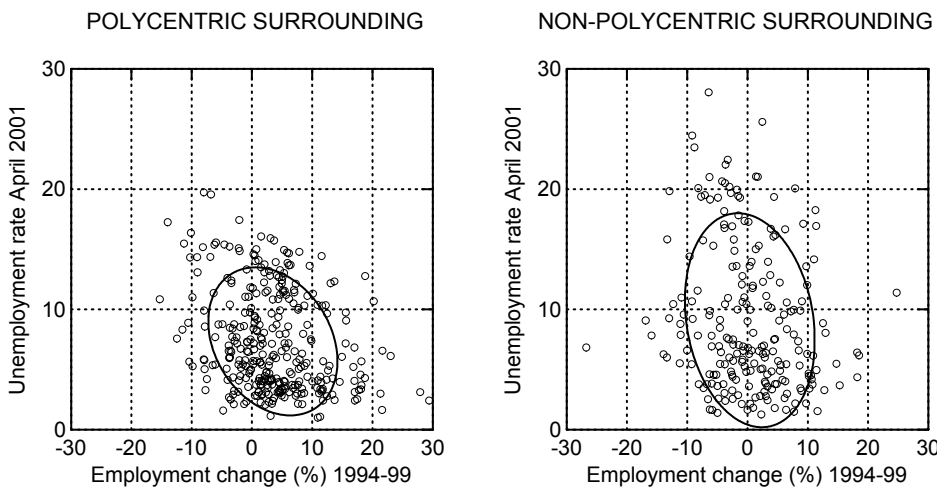 POLYCENTRIC SURROUNDING
NON-POLYCENTRIC SURROUNDING
Unemployment rate April 2001
30
20
10
0
-30 -20 -10 0 10 20 30
Employment change (%) 1994-99
Unemployment rate April 2001
30
20
10
0
-30 -20 -10 0 10 20 30
Employment change (%) 1994-99